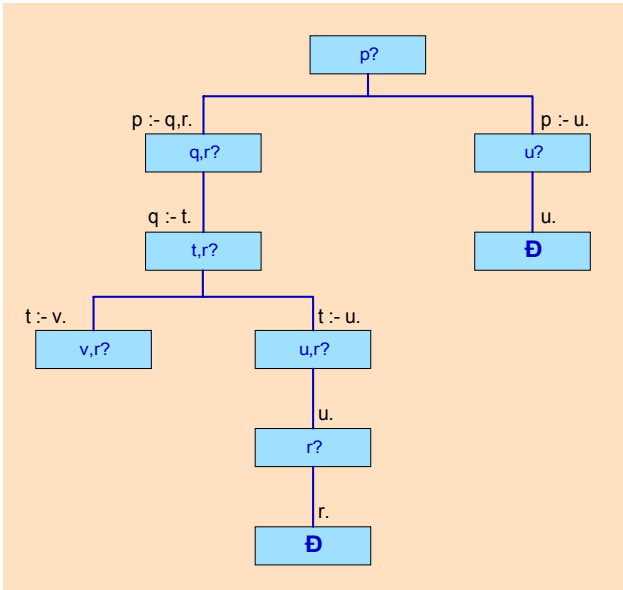 p?
p :- q,r.
p :- u.
q,r?
u?
q :- t.
u.
t,r?
Đ
t :- v.
t :- u.
v,r?
u,r?
u.
r?
r.
Đ